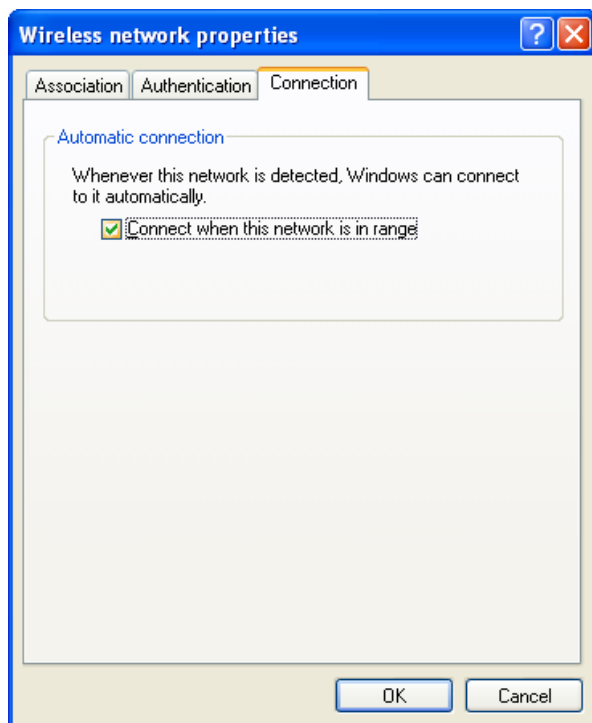 Wireless network properties
Association Authentication Connection
Automatic connection
Whenever this network is detected, Windows can connect
to it automatically.
Connect when this network is in range
OK Cancel